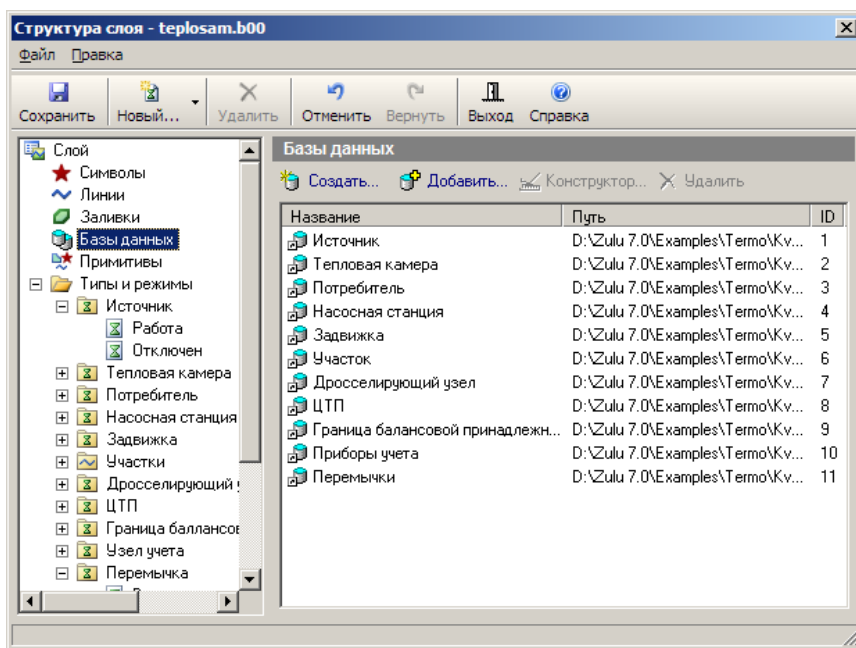 Структура слоя - teplosam.b00
Файл Правка
Сохранить Новый... Удалить Отменить Вернуть Выход Справка
Слой
Символы
Линии
Заливки
Базы данных
Примитивы
Типы и режимы
Источник
Работа
Отключен
Тепловая камера
Потребитель
Насосная станция
Задвижка
Участки
Дросселирующий
ЦТП
Граница баллансов
Узел учета
Перемычка
Базы данных
Создать... Добавить... Конструктор... Удалить
Название Путь ID
Источник D:\Zulu 7.0\Examples\Termo\Kv... 1
Тепловая камера D:\Zulu 7.0\Examples\Termo\Kv... 2
Потребитель D:\Zulu 7.0\Examples\Termo\Kv... 3
Насосная станция D:\Zulu 7.0\Examples\Termo\Kv... 4
Задвижка D:\Zulu 7.0\Examples\Termo\Kv... 5
Участок D:\Zulu 7.0\Examples\Termo\Kv... 6
Дросселирующий узел D:\Zulu 7.0\Examples\Termo\Kv... 7
ЦТП D:\Zulu 7.0\Examples\Termo\Kv... 8
Граница балансовой принадлежн... D:\Zulu 7.0\Examples\Termo\Kv... 9
Приборы учета D:\Zulu 7.0\Examples\Termo\Kv... 10
Перемычки D:\Zulu 7.0\Examples\Termo\Kv... 11